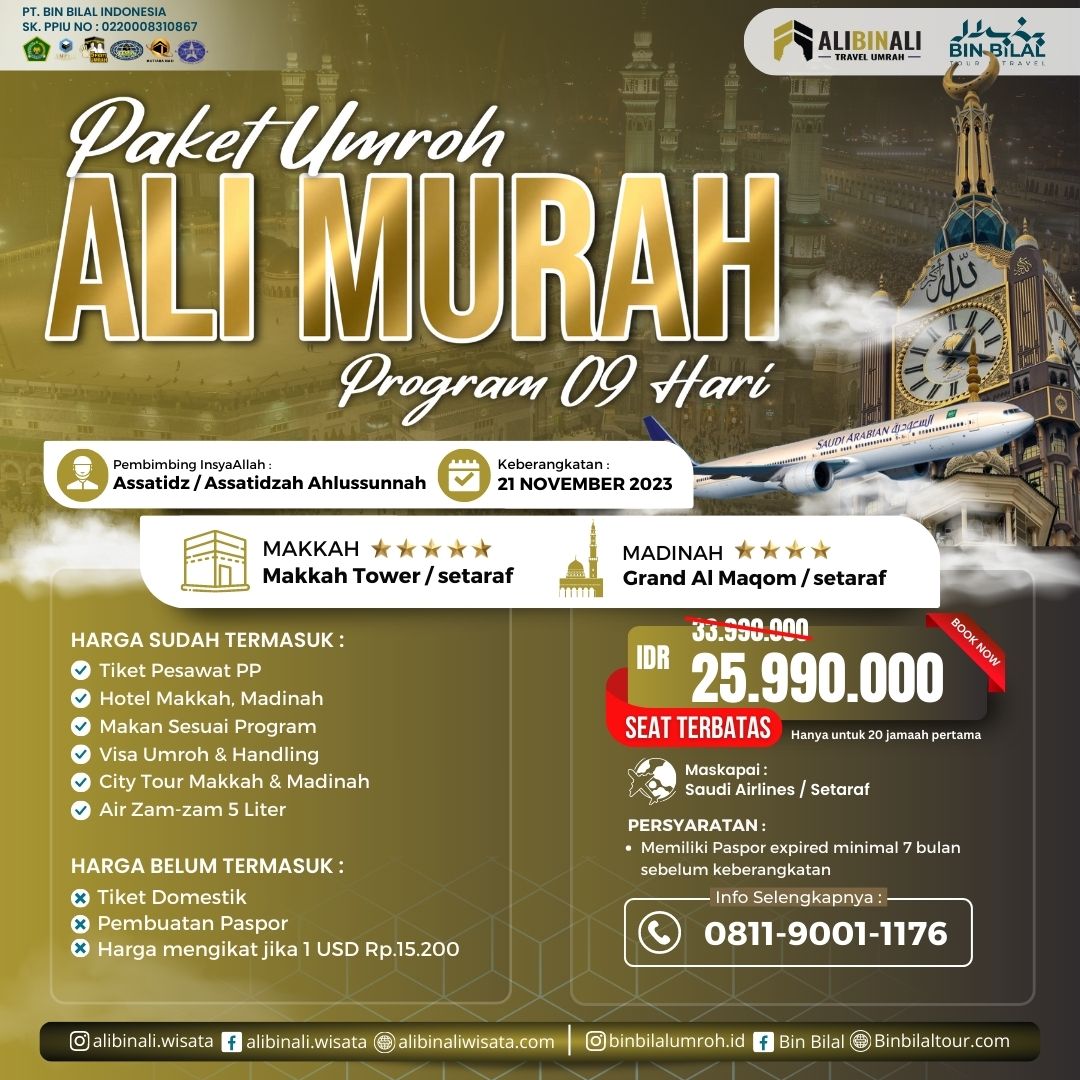 PT. BIN BILAL INDONESIA
SK. PPIU NO : 0220008310867
ALIBINALI
TRAVEL UMRAH
BIN BILAL
TOUR & TRAVEL
Paket Umroh
ALI MURAH
Program 09 Hari
الله
SAUDI ARABIAN السعودية
Pembimbing InsyaAllah :
Assatidz / Assatidzah Ahlussunnah
Keberangkatan :
21 NOVEMBER 2023
MAKKAH
Makkah Tower / setaraf
MADINAH
Grand Al Maqom / setaraf
HARGA SUDAH TERMASUK :
Tiket Pesawat PP
Hotel Makkah, Madinah
Makan Sesuai Program
Visa Umroh & Handling
City Tour Makkah & Madinah
Air Zam-zam 5 Liter
HARGA BELUM TERMASUK :
Tiket Domestik
Pembuatan Paspor
Harga mengikat jika 1 USD Rp.15.200
33.990.000
IDR 25.990.000
BOOK NOW
SEAT TERBATAS
Hanya untuk 20 jamaah pertama
Maskapai :
Saudi Airlines / Setaraf
PERSYARATAN :
• Memiliki Paspor expired minimal 7 bulan
sebelum keberangkatan
Info Selengkapnya :
0811-9001-1176
alibinali.wisata alibinali.wisata alibinaliwisata.com | binbilalumroh.id Bin Bilal Binbilaltour.com